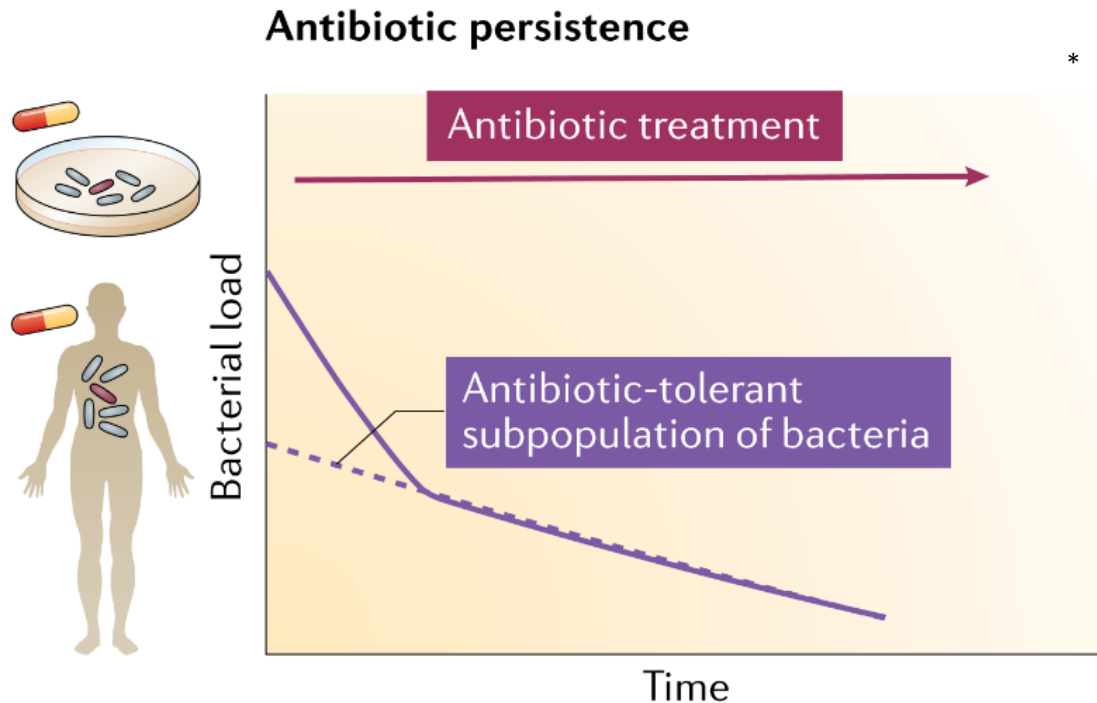 Antibiotic persistence
*
Antibiotic treatment
Bacterial load
Antibiotic-tolerant
subpopulation of bacteria
Time